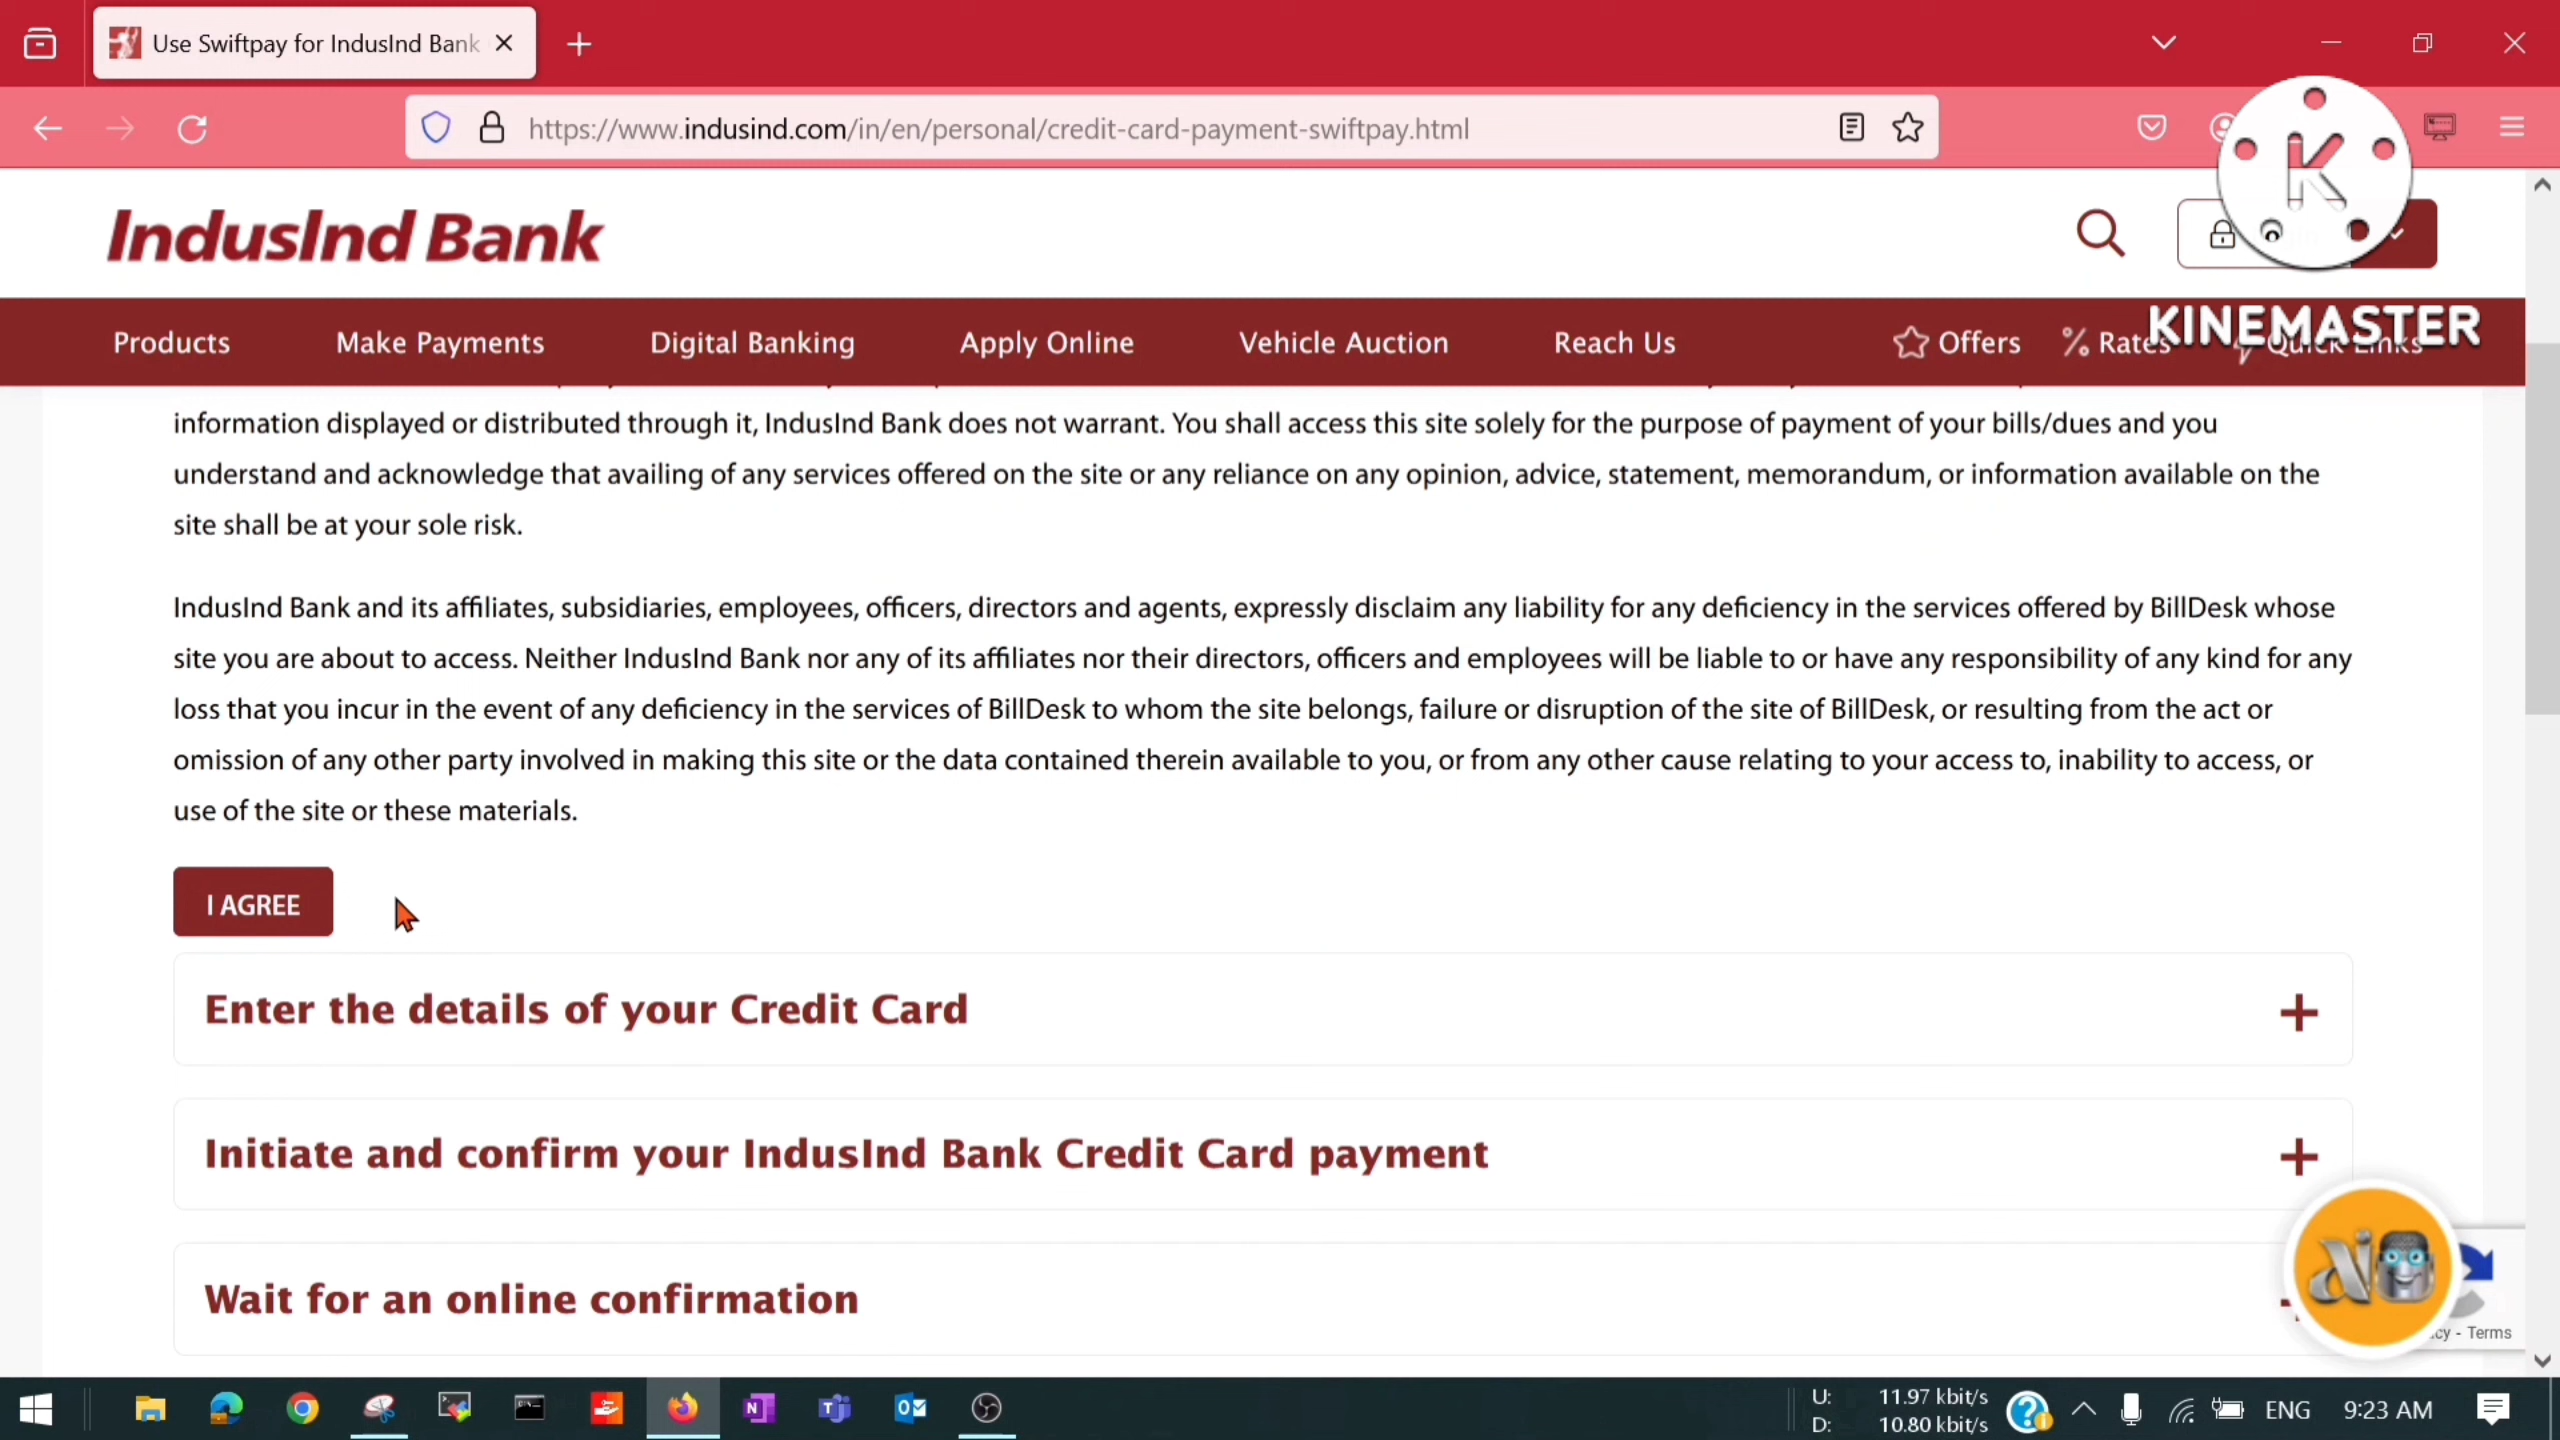 Use Swiftpay for IndusInd Bank
https://www.indusind.com/in/en/personal/credit-card-payment-swiftpay.html
K
IndusInd Bank
Products Make Payments Digital Banking Apply Online Vehicle Auction Reach Us Offers Rates Quick Links
KINEMASTER
information displayed or distributed through it, IndusInd Bank does not warrant. You shall access this site solely for the purpose of payment of your bills/dues and you
understand and acknowledge that availing of any services offered on the site or any reliance on any opinion, advice, statement, memorandum, or information available on the
site shall be at your sole risk.
IndusInd Bank and its affiliates, subsidiaries, employees, officers, directors and agents, expressly disclaim any liability for any deficiency in the services offered by BillDesk whose
site you are about to access. Neither IndusInd Bank nor any of its affiliates nor their directors, officers and employees will be liable to or have any responsibility of any kind for any
loss that you incur in the event of any deficiency in the services of BillDesk to whom the site belongs, failure or disruption of the site of BillDesk, or resulting from the act or
omission of any other party involved in making this site or the data contained therein available to you, or from any other cause relating to your access to, inability to access, or
use of the site or these materials.
I AGREE
Enter the details of your Credit Card +
Initiate and confirm your IndusInd Bank Credit Card payment +
Wait for an online confirmation
- Terms
U: 11.97 kbit/s
D: 10.80 kbit/s
ENG 9:23 AM